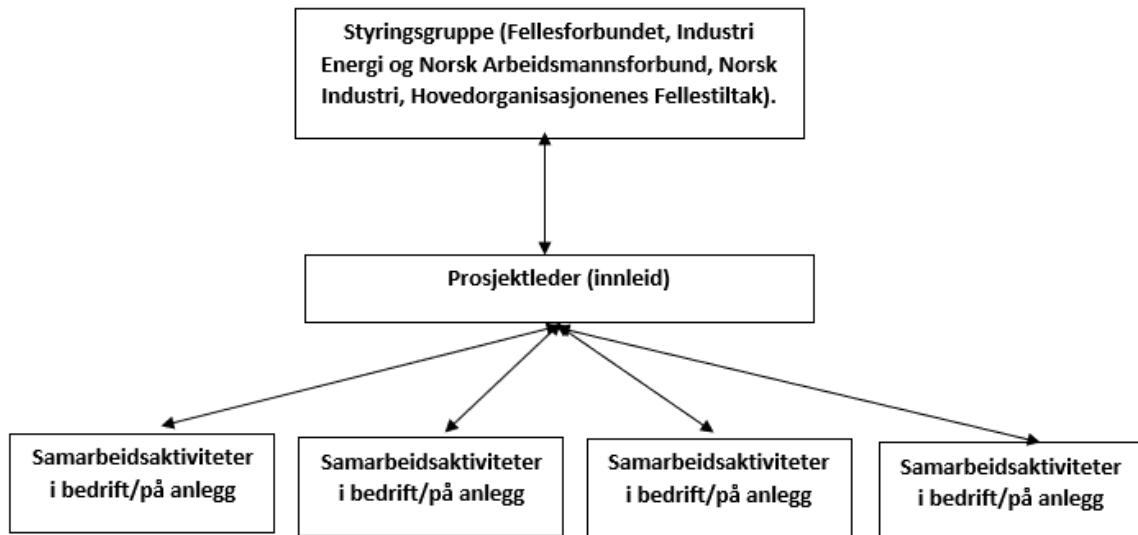 Styringsgruppe (Fellesforbundet, Industri
Energi og Norsk Arbeidsmannsforbund, Norsk
Industri, Hovedorganisasjonenes Fellestiltak).
Prosjektleder (innleid)
Samarbeidsaktiviteter
i bedrift/på anlegg
Samarbeidsaktiviteter
i bedrift/på anlegg
Samarbeidsaktiviteter
i bedrift/på anlegg
Samarbeidsaktiviteter
i bedrift/på anlegg